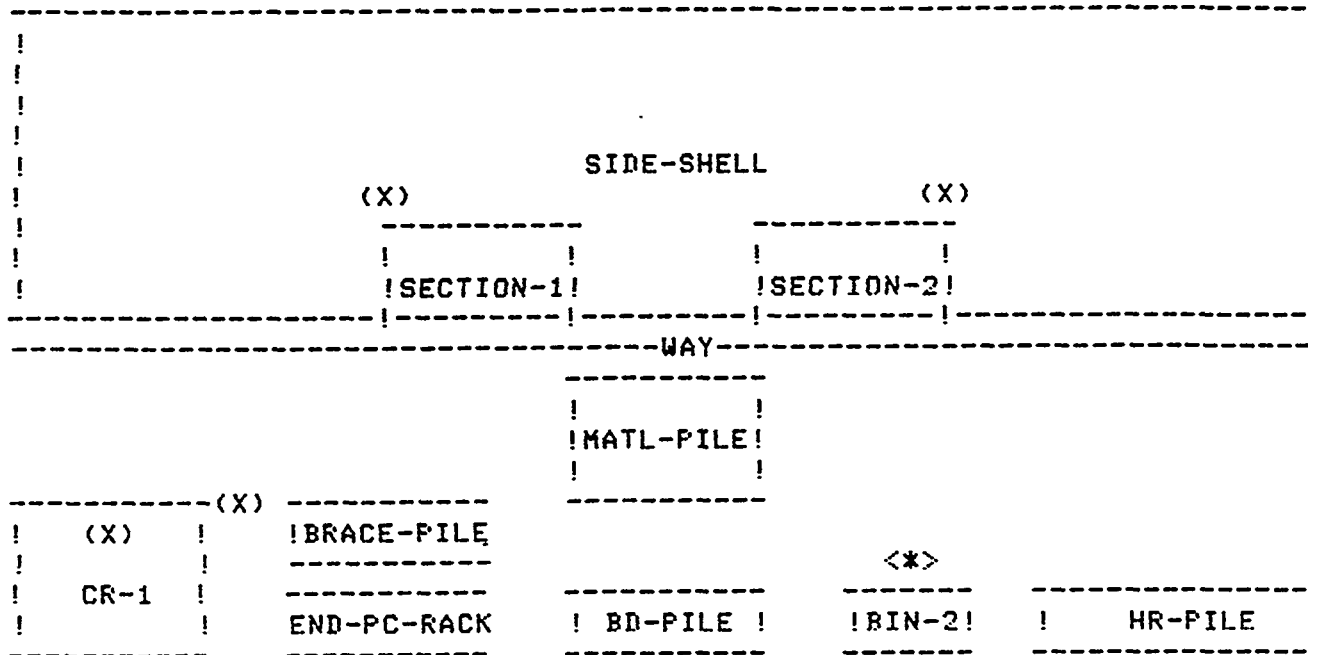 SIDE-SHELL
(X) (X)
SECTION-1 SECTION-2
WAY
MATL-PILE
(X)
(X) BRACE-PILE
<*>
CR-1
END-PC-RACK BD-PILE BIN-2 HR-PILE